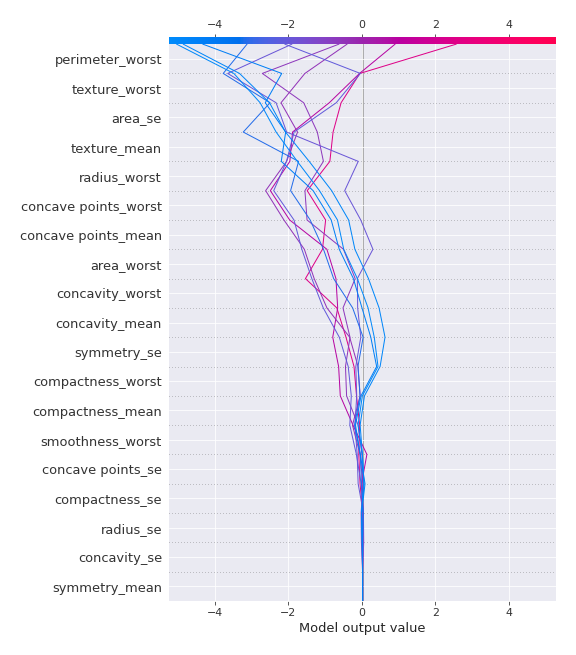 −4 −2 0 2 4
perimeter_worst
texture_worst
area_se
texture_mean
radius_worst
concave points_worst
concave points_mean
area_worst
concavity_worst
concavity_mean
symmetry_se
compactness_worst
compactness_mean
smoothness_worst
concave points_se
compactness_se
radius_se
concavity_se
symmetry_mean
−4 −2 0 2 4
Model output value